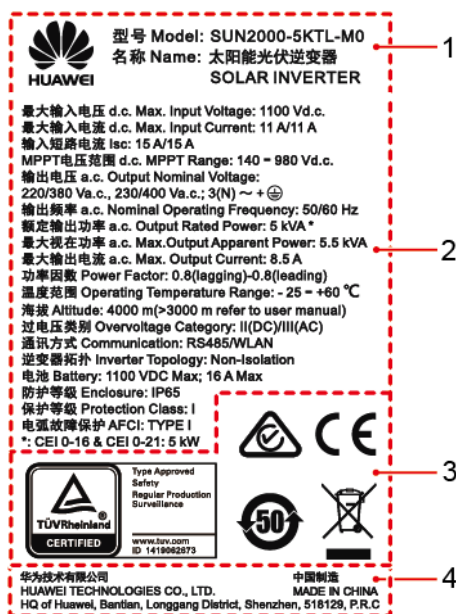 HUAWEI
型号 Model: SUN2000-5KTL-M0
名称 Name: 太阳能光伏逆变器
SOLAR INVERTER
1
最大输入电压 d.c. Max. Input Voltage: 1100 Vd.c.
最大输入电流 d.c. Max. Input Current: 11 A/11 A
输入短路电流 Isc: 15 A/15 A
MPPT电压范围 d.c. MPPT Range: 140 - 980 Vd.c.
输出电压 a.c. Output Nominal Voltage:
220/380 Va.c., 230/400 Va.c.; 3(N) ~ + ⏚
输出频率 a.c. Nominal Operating Frequency: 50/60 Hz
额定输出功率 a.c. Output Rated Power: 5 kVA *
最大视在功率 a.c. Max.Output Apparent Power: 5.5 kVA
最大输出电流 a.c. Max. Output Current: 8.5 A
功率因数 Power Factor: 0.8(lagging)-0.8(leading)
温度范围 Operating Temperature Range: - 25 - +60 ℃
海拔 Altitude: 4000 m(>3000 m refer to user manual)
过电压类别 Overvoltage Category: II(DC)/III(AC)
通讯方式 Communication: RS485/WLAN
逆变器拓扑 Inverter Topology: Non-Isolation
电池 Battery: 1100 VDC Max; 16 A Max
防护等级 Enclosure: IP65
保护等级 Protection Class: I
电弧故障保护 AFCI: TYPE I
*: CEI 0-16 & CEI 0-21: 5 kW
2
CE
TÜVRheinland
CERTIFIED
Type Approved
Safety
Regular Production
Surveillance
www.tuv.com
ID 1419062673
50
3
华为技术有限公司
中国制造
HUAWEI TECHNOLOGIES CO., LTD.
MADE IN CHINA
HQ of Huawei, Bantian, Longgang District, Shenzhen, 518129, P.R.C
4